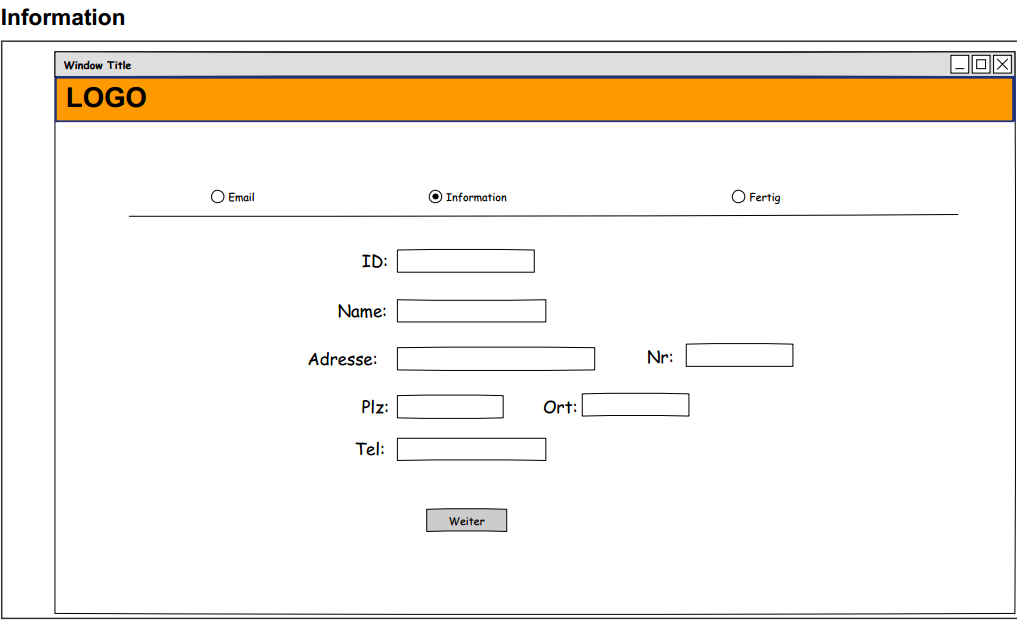 Information
Window Title
LOGO
Email Information Fertig
ID:
Name:
Adresse: Nr:
Plz: Ort:
Tel:
Weiter